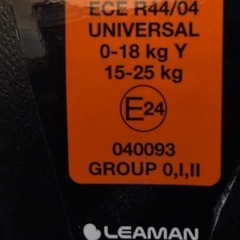 ECE R44/04
UNIVERSAL
0-18 kg Y
15-25 kg
E24
040093
GROUP 0,I,II
LEAMAN